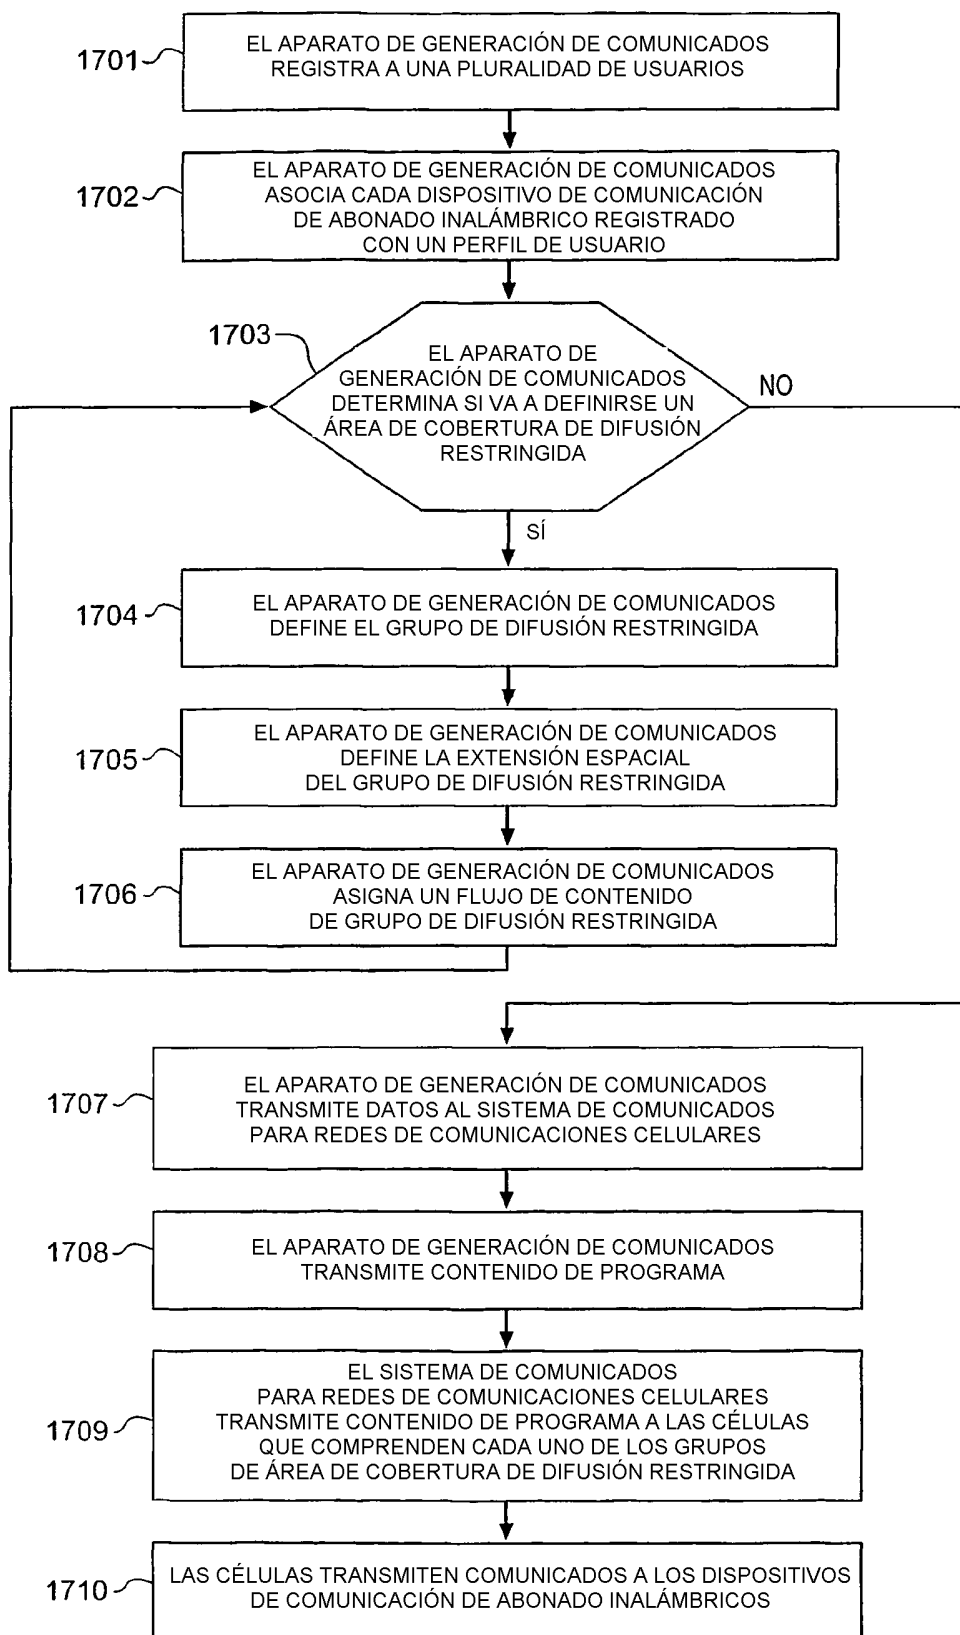 1701
EL APARATO DE GENERACIÓN DE COMUNICADOS
REGISTRA A UNA PLURALIDAD DE USUARIOS
1702
EL APARATO DE GENERACIÓN DE COMUNICADOS
ASOCIA CADA DISPOSITIVO DE COMUNICACIÓN
DE ABONADO INALÁMBRICO REGISTRADO
CON UN PERFIL DE USUARIO
1703
EL APARATO DE
GENERACIÓN DE COMUNICADOS
DETERMINA SI VA A DEFINIRSE UN
ÁREA DE COBERTURA DE DIFUSIÓN
RESTRINGIDA
NO
SÍ
1704
EL APARATO DE GENERACIÓN DE COMUNICADOS
DEFINE EL GRUPO DE DIFUSIÓN RESTRINGIDA
1705
EL APARATO DE GENERACIÓN DE COMUNICADOS
DEFINE LA EXTENSIÓN ESPACIAL
DEL GRUPO DE DIFUSIÓN RESTRINGIDA
1706
EL APARATO DE GENERACIÓN DE COMUNICADOS
ASIGNA UN FLUJO DE CONTENIDO
DE GRUPO DE DIFUSIÓN RESTRINGIDA
1707
EL APARATO DE GENERACIÓN DE COMUNICADOS
TRANSMITE DATOS AL SISTEMA DE COMUNICADOS
PARA REDES DE COMUNICACIONES CELULARES
1708
EL APARATO DE GENERACIÓN DE COMUNICADOS
TRANSMITE CONTENIDO DE PROGRAMA
1709
EL SISTEMA DE COMUNICADOS
PARA REDES DE COMUNICACIONES CELULARES
TRANSMITE CONTENIDO DE PROGRAMA A LAS CÉLULAS
QUE COMPRENDEN CADA UNO DE LOS GRUPOS
DE ÁREA DE COBERTURA DE DIFUSIÓN RESTRINGIDA
1710
LAS CÉLULAS TRANSMITEN COMUNICADOS A LOS DISPOSITIVOS
DE COMUNICACIÓN DE ABONADO INALÁMBRICOS